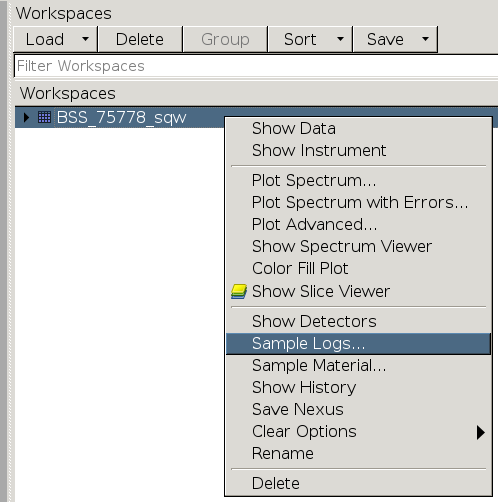 Workspaces
Load Delete Group Sort Save
Filter Workspaces
Workspaces
BSS_75778_sqw
Show Data
Show Instrument
Plot Spectrum...
Plot Spectrum with Errors...
Plot Advanced...
Show Spectrum Viewer
Color Fill Plot
Show Slice Viewer
Show Detectors
Sample Logs...
Sample Material...
Show History
Save Nexus
Clear Options
Rename
Delete